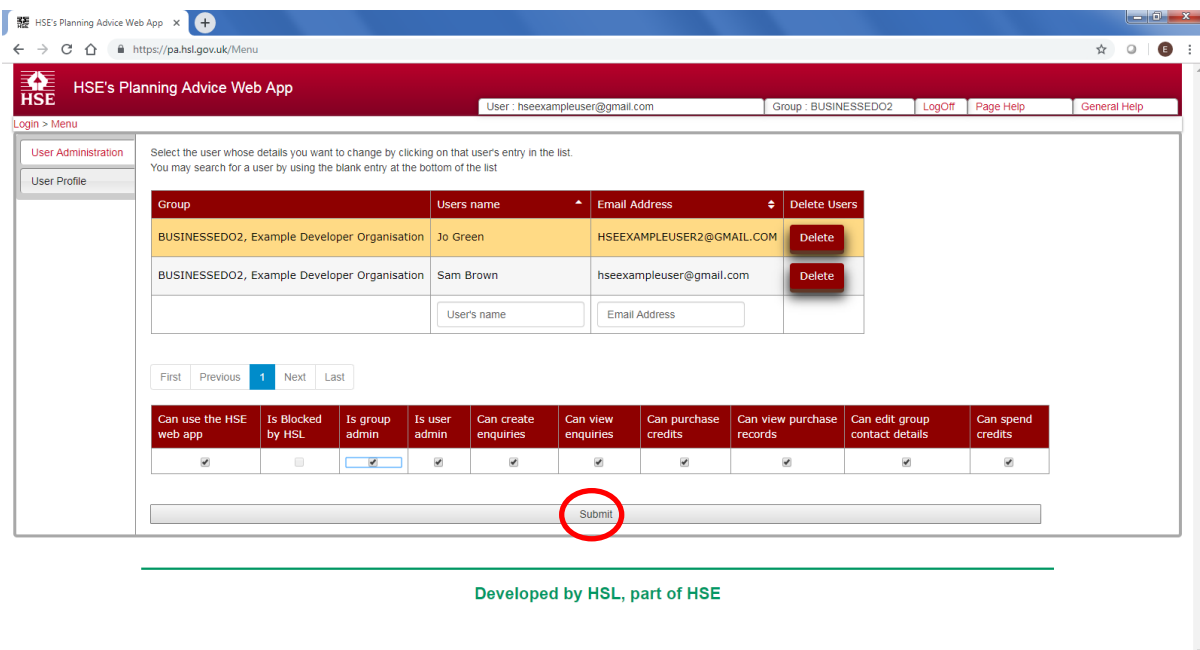 HSE's Planning Advice Web App
https://pa.hsl.gov.uk/Menu
E
HSE
HSE's Planning Advice Web App
User : hseexampleuser@gmail.com
Group : BUSINESSEDO2
LogOff
Page Help
General Help
Login > Menu
User Administration
User Profile
Select the user whose details you want to change by clicking on that user's entry in the list.
You may search for a user by using the blank entry at the bottom of the list
Group Users name Email Address Delete Users
BUSINESSEDO2, Example Developer Organisation Jo Green HSEEXAMPLEUSER2@GMAIL.COM Delete
BUSINESSEDO2, Example Developer Organisation Sam Brown hseexampleuser@gmail.com Delete
User's name Email Address
First Previous 1 Next Last
Can use the HSE web app
Is Blocked by HSL
Is group admin
Is user admin
Can create enquiries
Can view enquiries
Can purchase credits
Can view purchase records
Can edit group contact details
Can spend credits
Submit
Developed by HSL, part of HSE